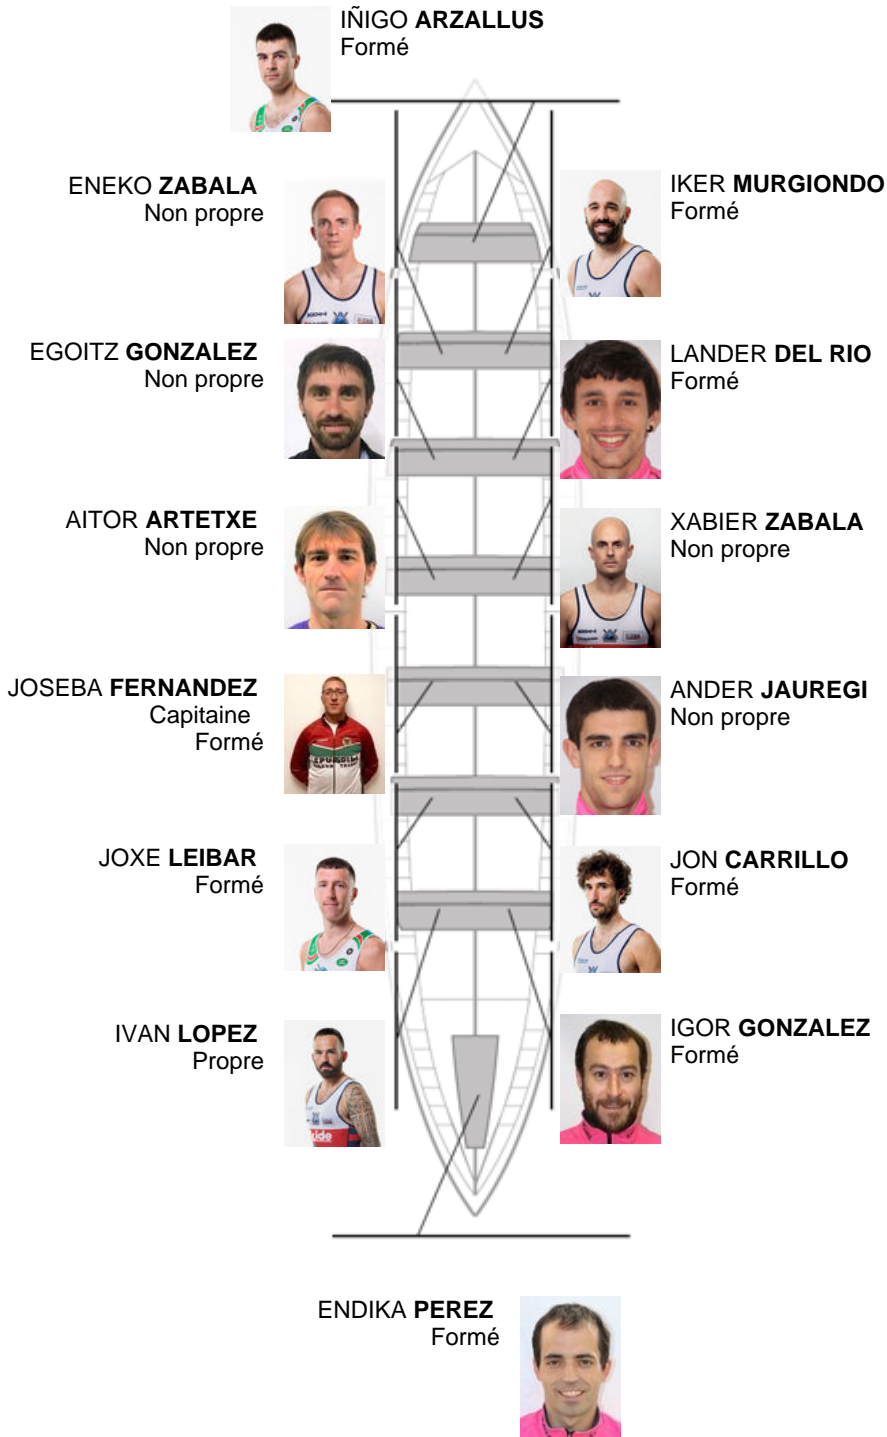 IÑIGO ARZALLUS
Formé
ENEKO ZABALA
Non propre
IKER MURGIONDO
Formé
EGOITZ GONZALEZ
Non propre
LANDER DEL RIO
Formé
AITOR ARTETXE
Non propre
XABIER ZABALA
Non propre
JOSEBA FERNANDEZ
Capitaine
Formé
ANDER JAUREGI
Non propre
JOXE LEIBAR
Formé
JON CARRILLO
Formé
IVAN LOPEZ
Propre
IGOR GONZALEZ
Formé
ENDIKA PEREZ
Formé